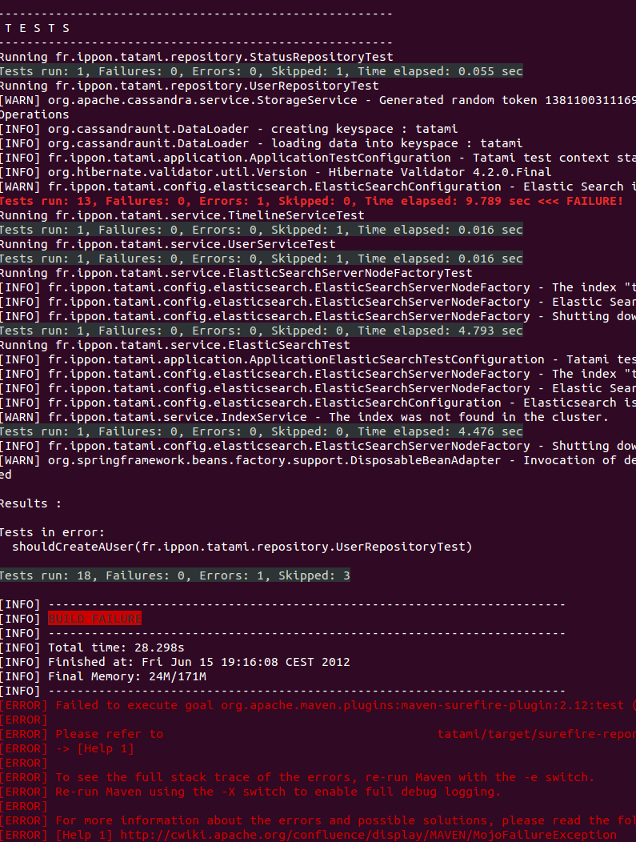 -------------------------------------------------------
 T E S T S
-------------------------------------------------------
Running fr.ippon.tatami.repository.StatusRepositoryTest
Tests run: 1, Failures: 0, Errors: 0, Skipped: 1, Time elapsed: 0.055 sec
Running fr.ippon.tatami.repository.UserRepositoryTest
[WARN] org.apache.cassandra.service.StorageService - Generated random token 1381100311169
Operations
[INFO] org.cassandraunit.DataLoader - creating keyspace : tatami
[INFO] org.cassandraunit.DataLoader - loading data into keyspace : tatami
[INFO] fr.ippon.tatami.application.ApplicationTestConfiguration - Tatami test context sta
[INFO] org.hibernate.validator.util.Version - Hibernate Validator 4.2.0.Final
[WARN] fr.ippon.tatami.config.elasticsearch.ElasticSearchConfiguration - Elastic Search i
Tests run: 13, Failures: 0, Errors: 1, Skipped: 0, Time elapsed: 9.789 sec <<< FAILURE!
Running fr.ippon.tatami.service.TimelineServiceTest
Tests run: 1, Failures: 0, Errors: 0, Skipped: 1, Time elapsed: 0.016 sec
Running fr.ippon.tatami.service.UserServiceTest
Tests run: 1, Failures: 0, Errors: 0, Skipped: 1, Time elapsed: 0.016 sec
Running fr.ippon.tatami.service.ElasticSearchServerNodeFactoryTest
[INFO] fr.ippon.tatami.config.elasticsearch.ElasticSearchServerNodeFactory - The index "t
[INFO] fr.ippon.tatami.config.elasticsearch.ElasticSearchServerNodeFactory - Elastic Sear
[INFO] fr.ippon.tatami.config.elasticsearch.ElasticSearchServerNodeFactory - Shutting dow
Tests run: 1, Failures: 0, Errors: 0, Skipped: 0, Time elapsed: 4.793 sec
Running fr.ippon.tatami.service.ElasticSearchTest
[INFO] fr.ippon.tatami.application.ApplicationElasticSearchTestConfiguration - Tatami tes
[INFO] fr.ippon.tatami.config.elasticsearch.ElasticSearchServerNodeFactory - The index "t
[INFO] fr.ippon.tatami.config.elasticsearch.ElasticSearchServerNodeFactory - Elastic Sear
[INFO] fr.ippon.tatami.config.elasticsearch.ElasticSearchConfiguration - Elasticsearch is
[WARN] fr.ippon.tatami.service.IndexService - The index was not found in the cluster.
Tests run: 1, Failures: 0, Errors: 0, Skipped: 0, Time elapsed: 4.476 sec
[INFO] fr.ippon.tatami.config.elasticsearch.ElasticSearchServerNodeFactory - Shutting dow
[WARN] org.springframework.beans.factory.support.DisposableBeanAdapter - Invocation of de
ed

Results :

Tests in error:
  shouldCreateAUser(fr.ippon.tatami.repository.UserRepositoryTest)

Tests run: 18, Failures: 0, Errors: 1, Skipped: 3

[INFO] ------------------------------------------------------------------------
[INFO] BUILD FAILURE
[INFO] ------------------------------------------------------------------------
[INFO] Total time: 28.298s
[INFO] Finished at: Fri Jun 15 19:16:08 CEST 2012
[INFO] Final Memory: 24M/171M
[INFO] ------------------------------------------------------------------------
[ERROR] Failed to execute goal org.apache.maven.plugins:maven-surefire-plugin:2.12:test (
[ERROR]
[ERROR] Please refer to tatami/target/surefire-repor
[ERROR] -> [Help 1]
[ERROR]
[ERROR] To see the full stack trace of the errors, re-run Maven with the -e switch.
[ERROR] Re-run Maven using the -X switch to enable full debug logging.
[ERROR]
[ERROR] For more information about the errors and possible solutions, please read the fol
[ERROR] [Help 1] http://cwiki.apache.org/confluence/display/MAVEN/MojoFailureException